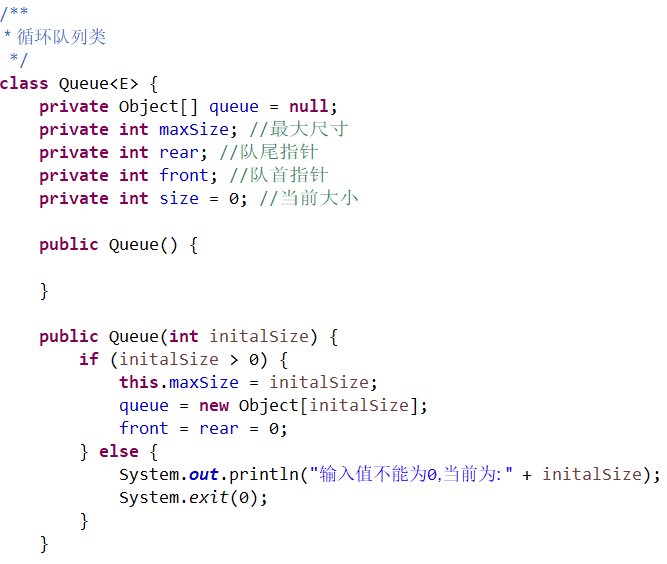 /**
 * 循环队列类
 */
class Queue<E> {
    private Object[] queue = null;
    private int maxSize; //最大尺寸
    private int rear; //队尾指针
    private int front; //队首指针
    private int size = 0; //当前大小
    public Queue() {
    }
    public Queue(int initalSize) {
        if (initalSize > 0) {
            this.maxSize = initalSize;
            queue = new Object[initalSize];
            front = rear = 0;
        } else {
            System.out.println("输入值不能为0,当前为: " + initalSize);
            System.exit(0);
        }
    }